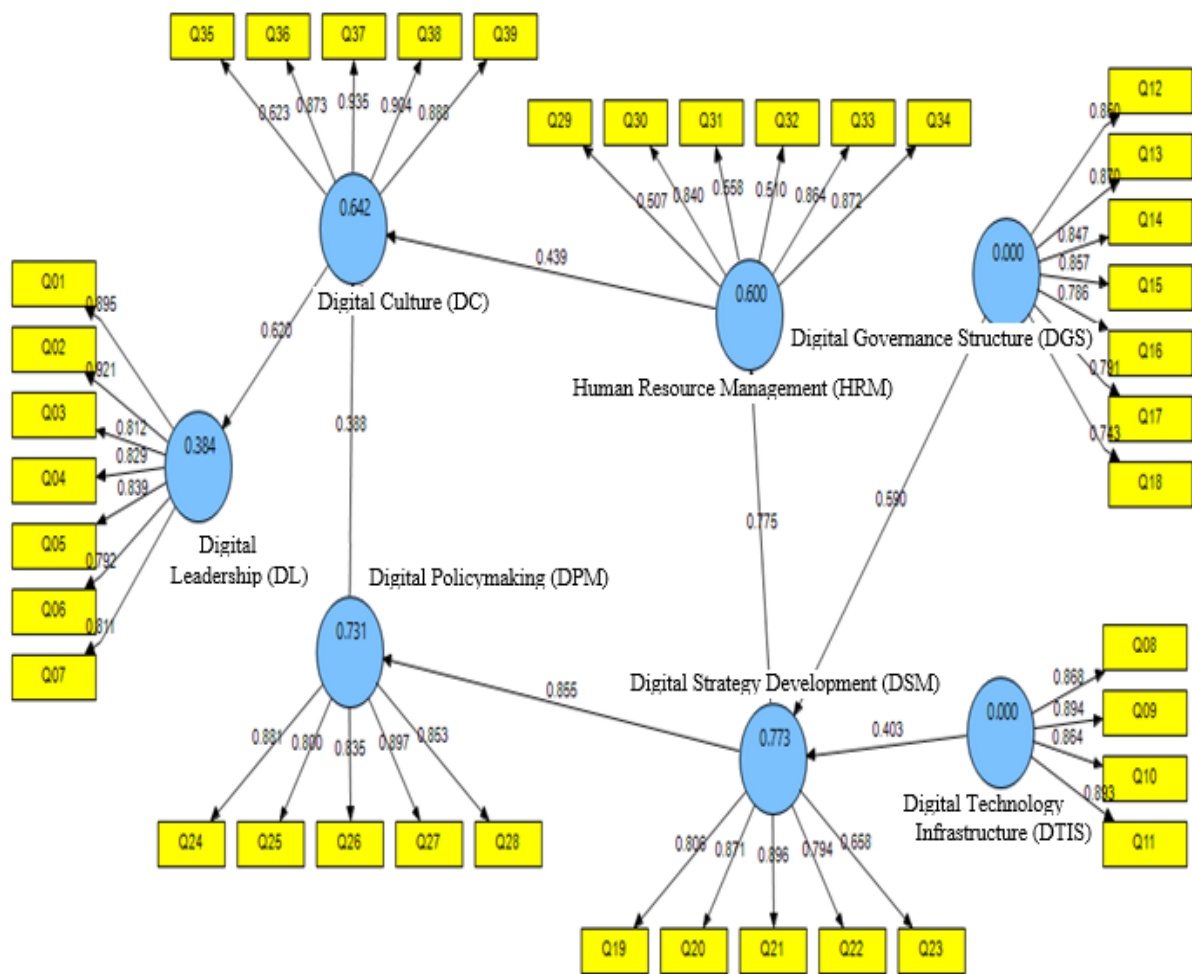 Q35 Q36 Q37 Q38 Q39
0.623 0.873 0.935 0.904 0.888
0.642
Digital Culture (DC)
Q29 Q30 Q31 Q32 Q33 Q34
0.507 0.840 0.558 0.510 0.864 0.872
0.600
Human Resource Management (HRM)
0.439
Q12
Q13
Q14
Q15
Q16
Q17
Q18
0.870
0.847
0.857
0.786
0.791
0.743
0.000
Digital Governance Structure (DGS)
Q01
Q02
Q03
Q04
Q05
Q06
Q07
0.895
0.921
0.812
0.829
0.839
0.792
0.811
0.384
Digital
Leadership (DL)
0.620
0.388
0.775
0.590
Digital Policymaking (DPM)
0.731
0.881 0.800 0.835 0.897 0.853
Q24 Q25 Q26 Q27 Q28
0.855
Digital Strategy Development (DSM)
0.773
0.806 0.871 0.896 0.794 0.658
Q19 Q20 Q21 Q22 Q23
0.403
0.000
Digital Technology
Infrastructure (DTIS)
0.868
0.894
0.864
0.893
Q08
Q09
Q10
Q11